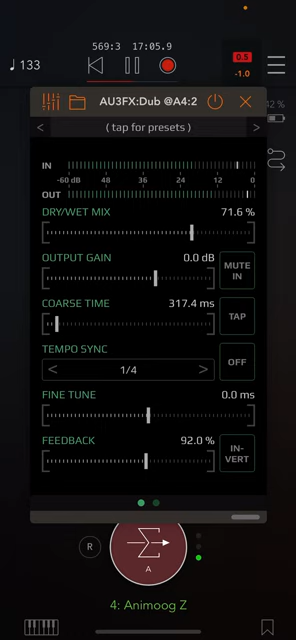 569:3 17:05.9
♩ 133
0.5
-1.0
42 %
AU3FX:Dub @A4:2
< ( tap for presets ) >
IN
-60 dB 48 36 24 12 0
OUT
DRY/WET MIX 71.6 %
OUTPUT GAIN 0.0 dB
MUTE
IN
COARSE TIME 317.4 ms
TAP
TEMPO SYNC
< 1/4 >
OFF
FINE TUNE 0.0 ms
FEEDBACK 92.0 %
IN-
VERT
R
A
4: Animoog Z